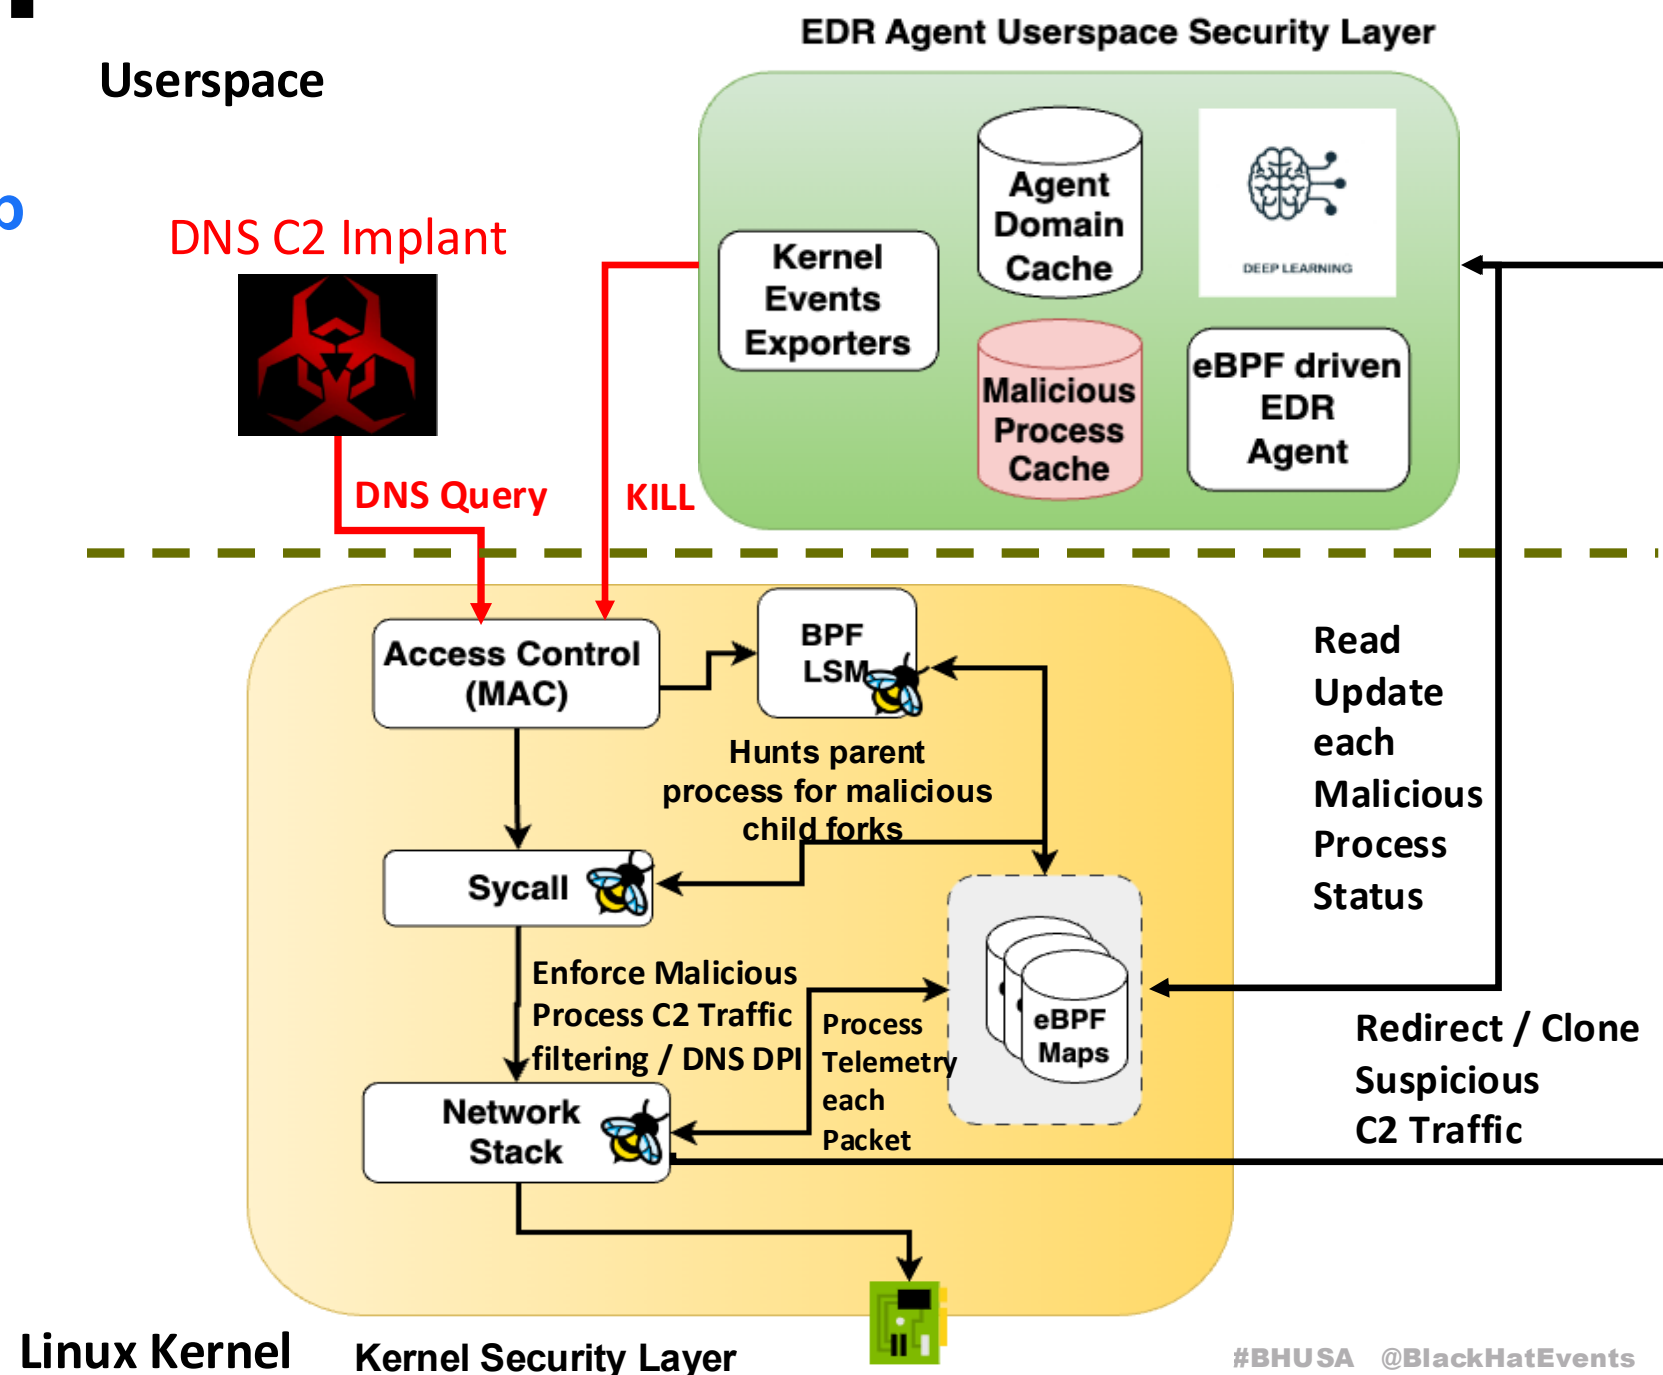 EDR Agent Userspace Security Layer
Userspace
p
DNS C2 Implant
Kernel
Events
Exporters
Agent
Domain
Cache
DEEP LEARNING
Malicious
Process
Cache
eBPF driven
EDR
Agent
DNS Query
KILL
Access Control
(MAC)
BPF
LSM
Hunts parent
process for malicious
child forks
Sycall
Enforce Malicious
Process C2 Traffic
filtering / DNS DPI
Process
Telemetry
each
Packet
eBPF
Maps
Network
Stack
Read
Update
each
Malicious
Process
Status
Redirect / Clone
Suspicious
C2 Traffic
Linux Kernel
Kernel Security Layer
#BHUSA @BlackHatEvents